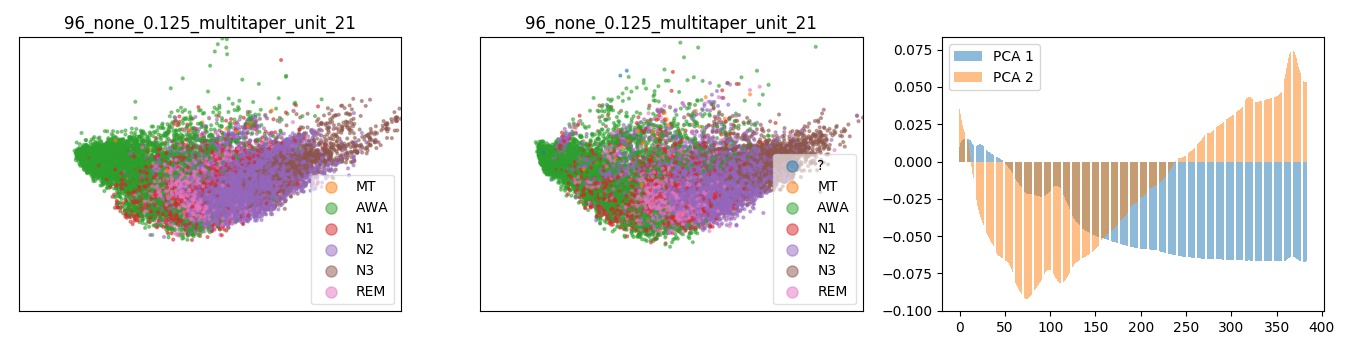 96_none_0.125_multitaper_unit_21
MT
AWA
N1
N2
N3
REM
96_none_0.125_multitaper_unit_21
?
MT
AWA
N1
N2
N3
REM
PCA 1
PCA 2
0.075
0.050
0.025
0.000
−0.025
−0.050
−0.075
−0.100
0 50 100 150 200 250 300 350 400